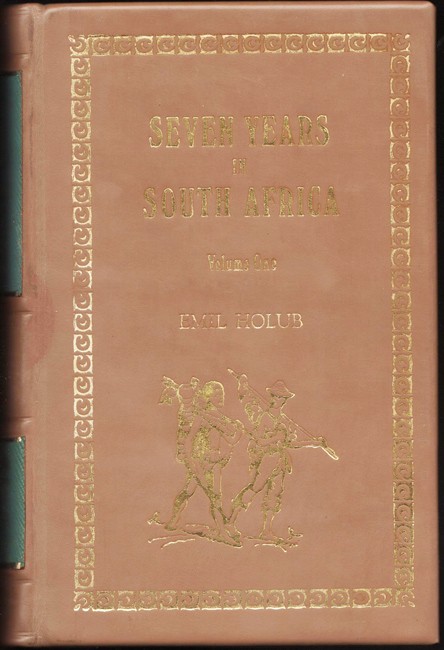 SEVEN YEARS
IN
SOUTH AFRICA
Volume One
EMIL HOLUB